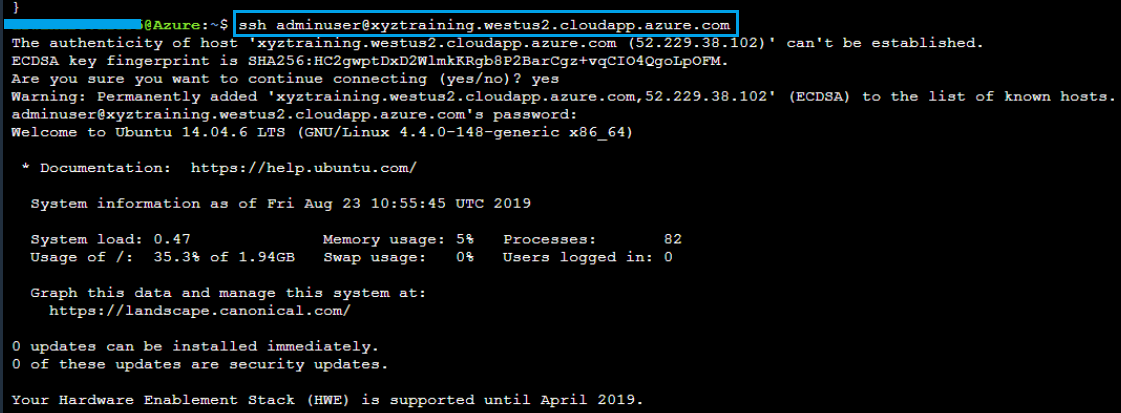 }
@Azure:~$ ssh adminuser@xyztraining.westus2.cloudapp.azure.com
The authenticity of host 'xyztraining.westus2.cloudapp.azure.com (52.229.38.102)' can't be established.
ECDSA key fingerprint is SHA256:HC2gwptDxD2WlmkKRgb8P2BarCgz+vqCIO4QgoLpOFM.
Are you sure you want to continue connecting (yes/no)? yes
Warning: Permanently added 'xyztraining.westus2.cloudapp.azure.com,52.229.38.102' (ECDSA) to the list of known hosts.
adminuser@xyztraining.westus2.cloudapp.azure.com's password:
Welcome to Ubuntu 14.04.6 LTS (GNU/Linux 4.4.0-148-generic x86_64)
* Documentation:  https://help.ubuntu.com/
System information as of Fri Aug 23 10:55:45 UTC 2019
System load: 0.47 Memory usage: 5% Processes: 82
Usage of /: 35.3% of 1.94GB Swap usage: 0% Users logged in: 0
Graph this data and manage this system at:
https://landscape.canonical.com/
0 updates can be installed immediately.
0 of these updates are security updates.
Your Hardware Enablement Stack (HWE) is supported until April 2019.